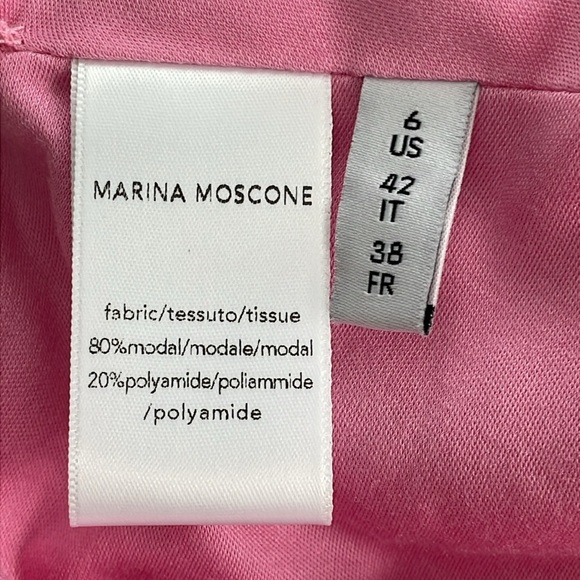 MARINA MOSCONE
fabric/tessuto/tissue
80%modal/modale/modal
20%polyamide/poliammide
/polyamide
6
US
42
IT
38
FR